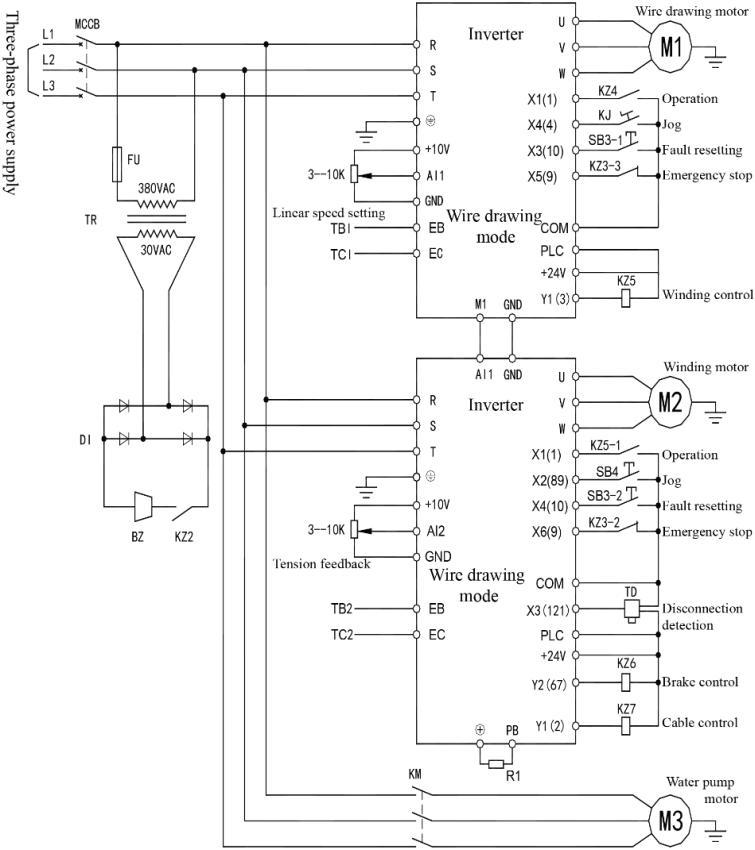 Three-phase power supply
L1
L2
L3
MCCB
FU
380VAC
TR
30VAC
DI
BZ
KZ2
Inverter
R
S
T
+10V
3--10K
AI1
GND
Linear speed setting
TB1
EB
TC1
EC
Wire drawing
mode
U
V
W
Wire drawing motor
M1
X1(1)
KZ4
Operation
X4(4)
KJ
Jog
X3(10)
SB3-1
Fault resetting
X5(9)
KZ3-3
Emergency stop
COM
PLC
+24V
Y1(3)
KZ5
Winding control
M1
GND
AI1
GND
Inverter
R
S
T
+10V
3--10K
AI2
GND
Tension feedback
Wire drawing
mode
TB2
EB
TC2
EC
U
V
W
Winding motor
M2
X1(1)
KZ5-1
Operation
X2(89)
SB4
Jog
X4(10)
SB3-2
Fault resetting
X6(9)
KZ3-2
Emergency stop
COM
X3(121)
TD
Disconnection
detection
PLC
+24V
Y2(67)
KZ6
Brake control
Y1(2)
KZ7
Cable control
PB
R1
KM
Water pump
motor
M3